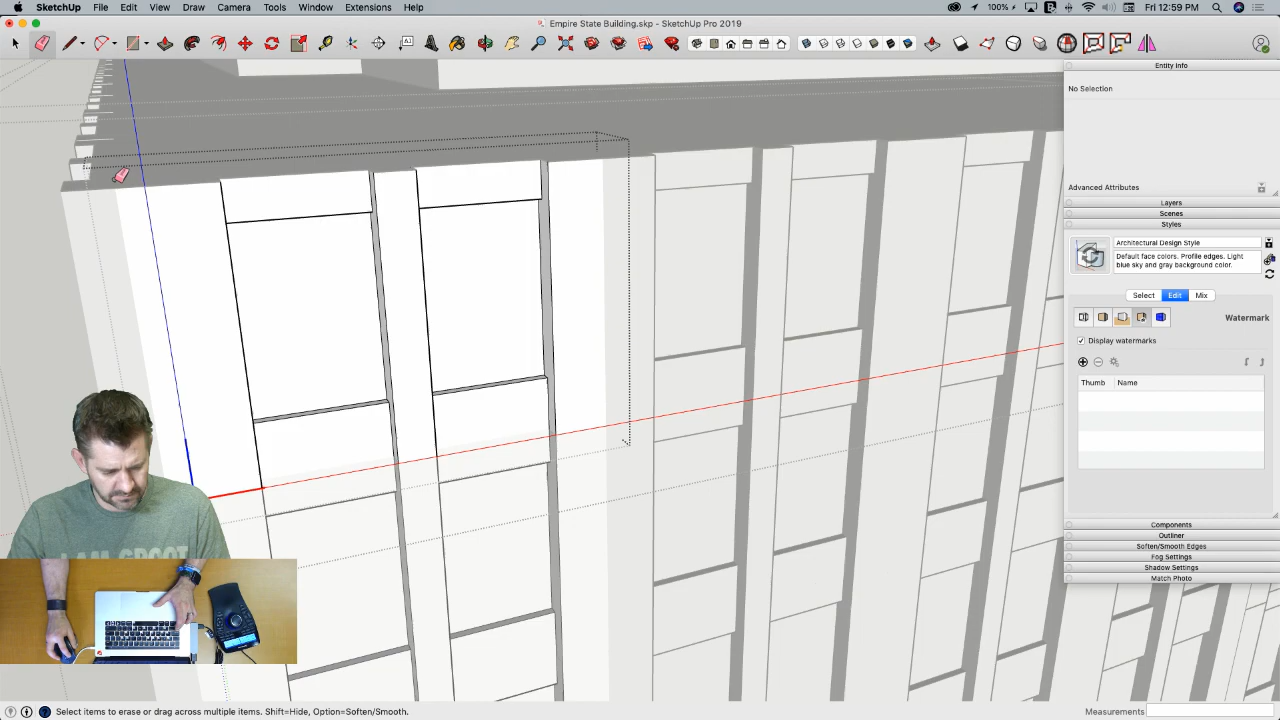 SketchUp File Edit View Draw Camera Tools Window Extensions Help
100% Fri Oct 11 12:59 PM
Empire State Building.skp - SketchUp Pro 2019
Entity Info
No Selection
Advanced Attributes
Layers
Scenes
Styles
Architectural Design Style
Default face colors. Profile edges. Light blue sky and gray background color.
Select Edit Mix
Watermark
Display watermarks
Thumb Name
Components
Outliner
Soften/Smooth Edges
Fog Settings
Shadow Settings
Match Photo
I AM GROOT
Select items to erase or drag across multiple items. Shift=Hide, Option=Soften/Smooth.
Measurements